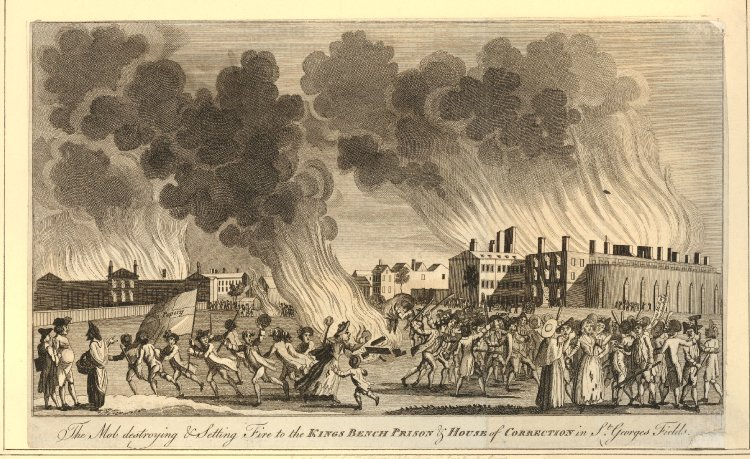 The Mob destroying & Setting Fire to the KINGS BENCH PRISON & HOUSE of CORRECTION in St. Georges Fields.